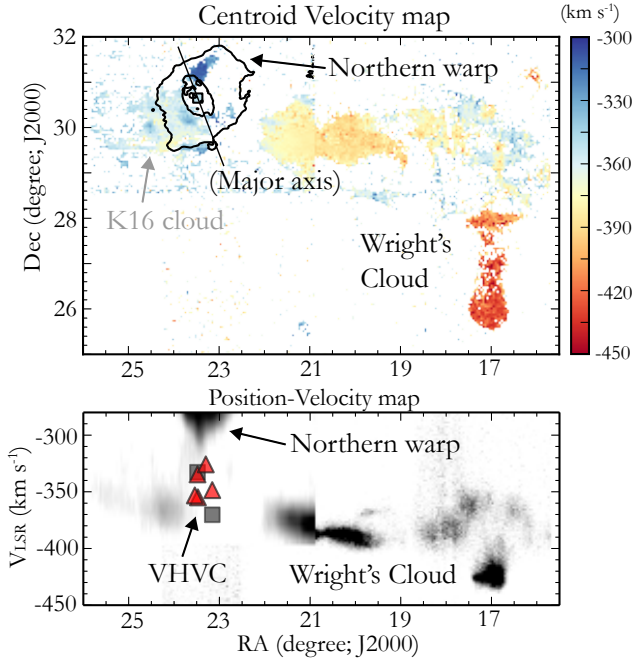 Centroid Velocity map
(km s⁻¹)
32
30
28
26
Dec (degree; J2000)
Northern warp
(Major axis)
K16 cloud
Wright's
Cloud
25
23
21
19
17
-300
-330
-360
-390
-420
-450
Position-Velocity map
-300
-350
-400
-450
V_LSR (km s⁻¹)
Northern warp
VHVC
Wright's Cloud
25
23
21
19
17
RA (degree; J2000)